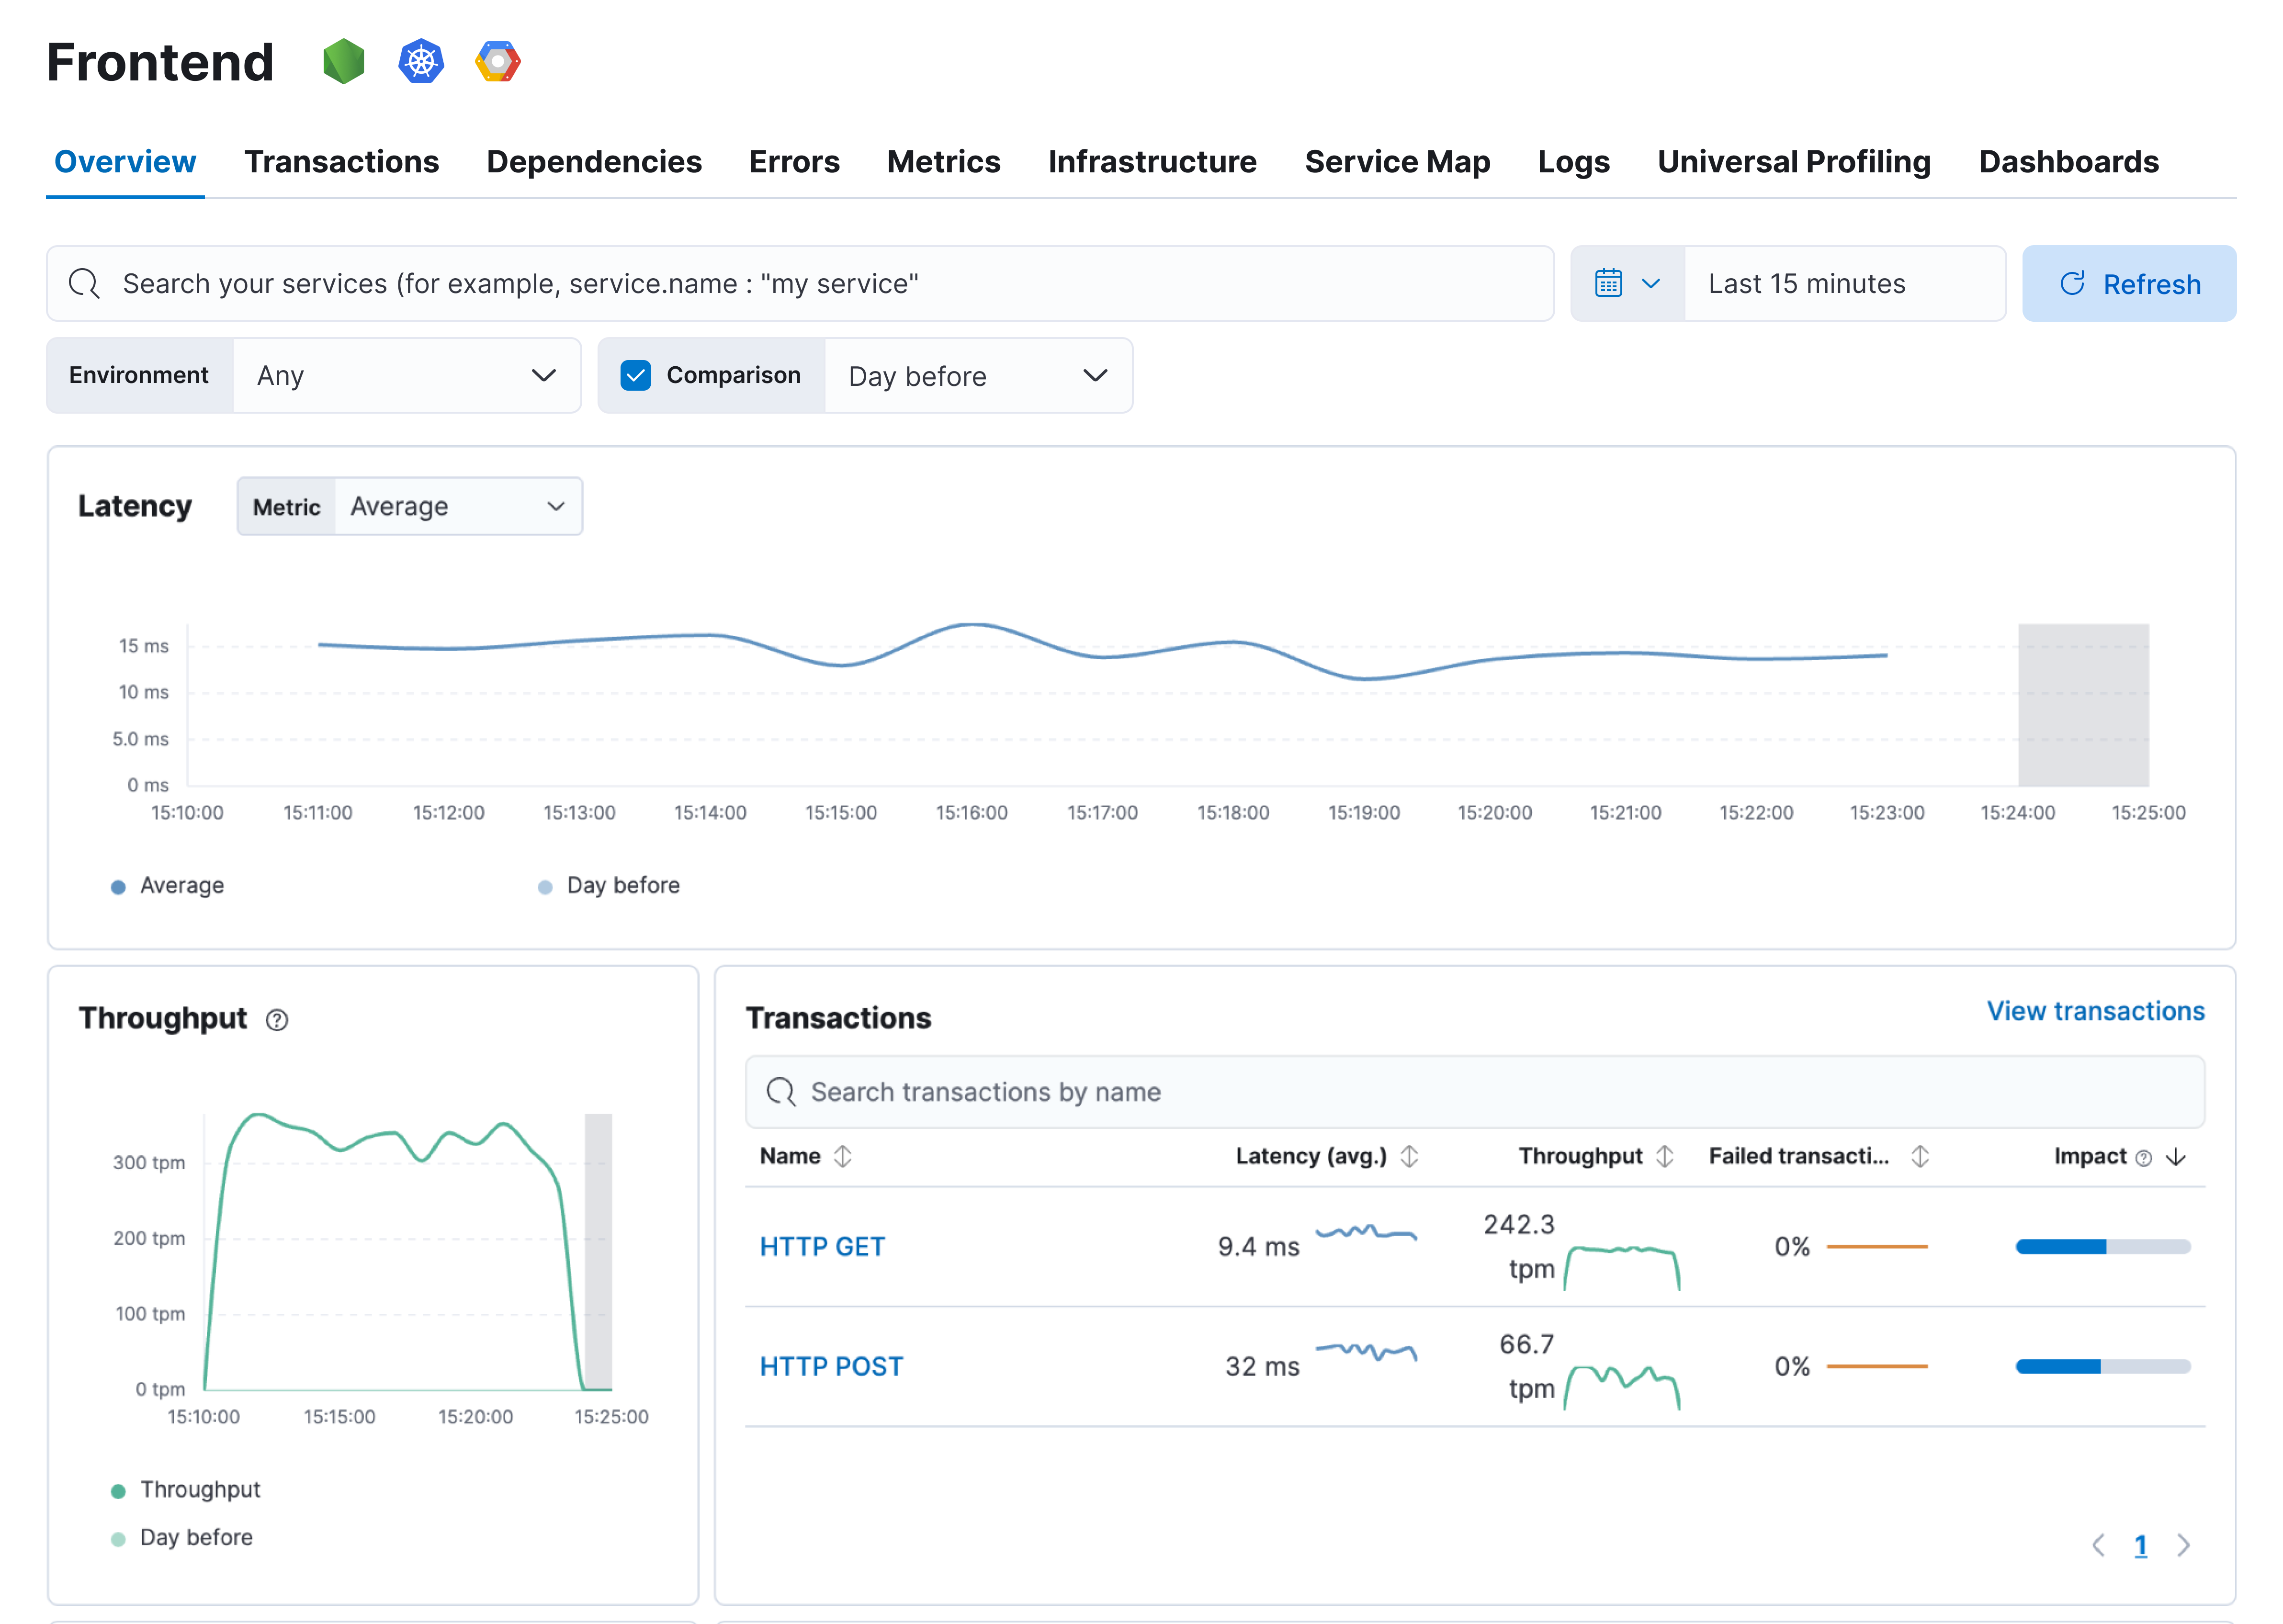 Frontend
Overview Transactions Dependencies Errors Metrics Infrastructure Service Map Logs Universal Profiling Dashboards
Search your services (for example, service.name : "my service" Last 15 minutes Refresh
Environment Any Comparison Day before
Latency Metric Average
15 ms
10 ms
5.0 ms
0 ms
15:10:00 15:11:00 15:12:00 15:13:00 15:14:00 15:15:00 15:16:00 15:17:00 15:18:00 15:19:00 15:20:00 15:21:00 15:22:00 15:23:00 15:24:00 15:25:00
Average Day before
Throughput
300 tpm
200 tpm
100 tpm
0 tpm
15:10:00 15:15:00 15:20:00 15:25:00
Throughput
Day before
Transactions View transactions
Search transactions by name
Name Latency (avg.) Throughput Failed transacti... Impact
HTTP GET 9.4 ms 242.3 tpm 0%
HTTP POST 32 ms 66.7 tpm 0%
1